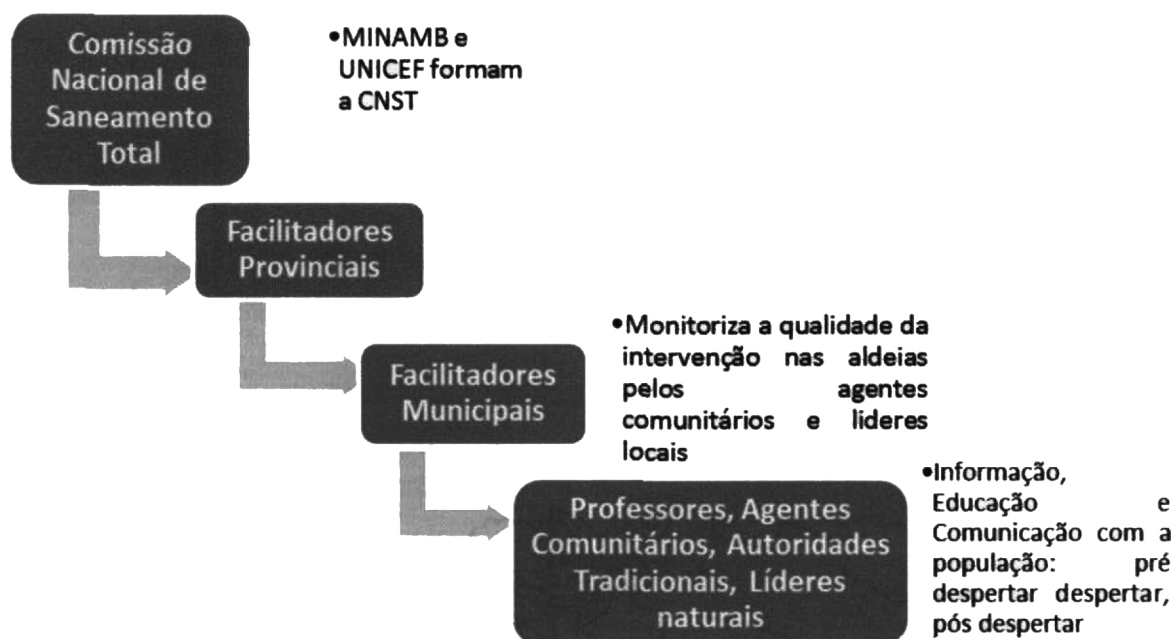 Comissão
Nacional de
Saneamento
Total
•MINAMB e
UNICEF formam
a CNST
Facilitadores
Provinciais
Facilitadores
Municipais
•Monitoriza a qualidade da
intervenção nas aldeias
pelos agentes
comunitários e lideres
locais
Professores, Agentes
Comunitários, Autoridades
Tradicionais, Líderes
naturais
•Informação,
Educação e
Comunicação com a
população: pré
despertar despertar,
pós despertar